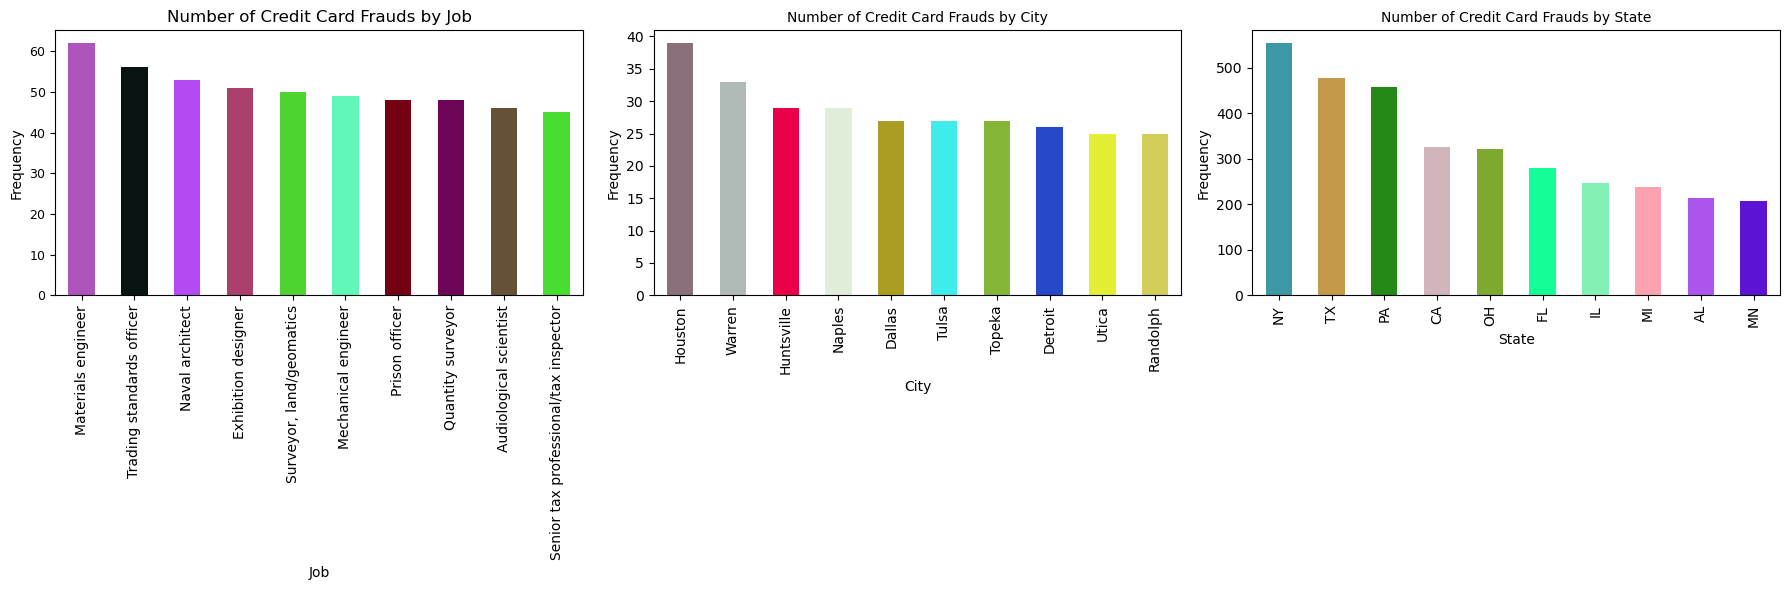 Number of Credit Card Frauds by Job
Frequency
60
50
40
30
20
10
0
Materials engineer
Trading standards officer
Naval architect
Exhibition designer
Surveyor, land/geomatics
Mechanical engineer
Prison officer
Quantity surveyor
Audiological scientist
Senior tax professional/tax inspector
Job
Number of Credit Card Frauds by City
Frequency
40
35
30
25
20
15
10
5
0
Houston
Warren
Huntsville
Naples
Dallas
Tulsa
Topeka
Detroit
Utica
Randolph
City
Number of Credit Card Frauds by State
Frequency
500
400
300
200
100
0
NY
TX
PA
CA
OH
FL
IL
MI
AL
MN
State